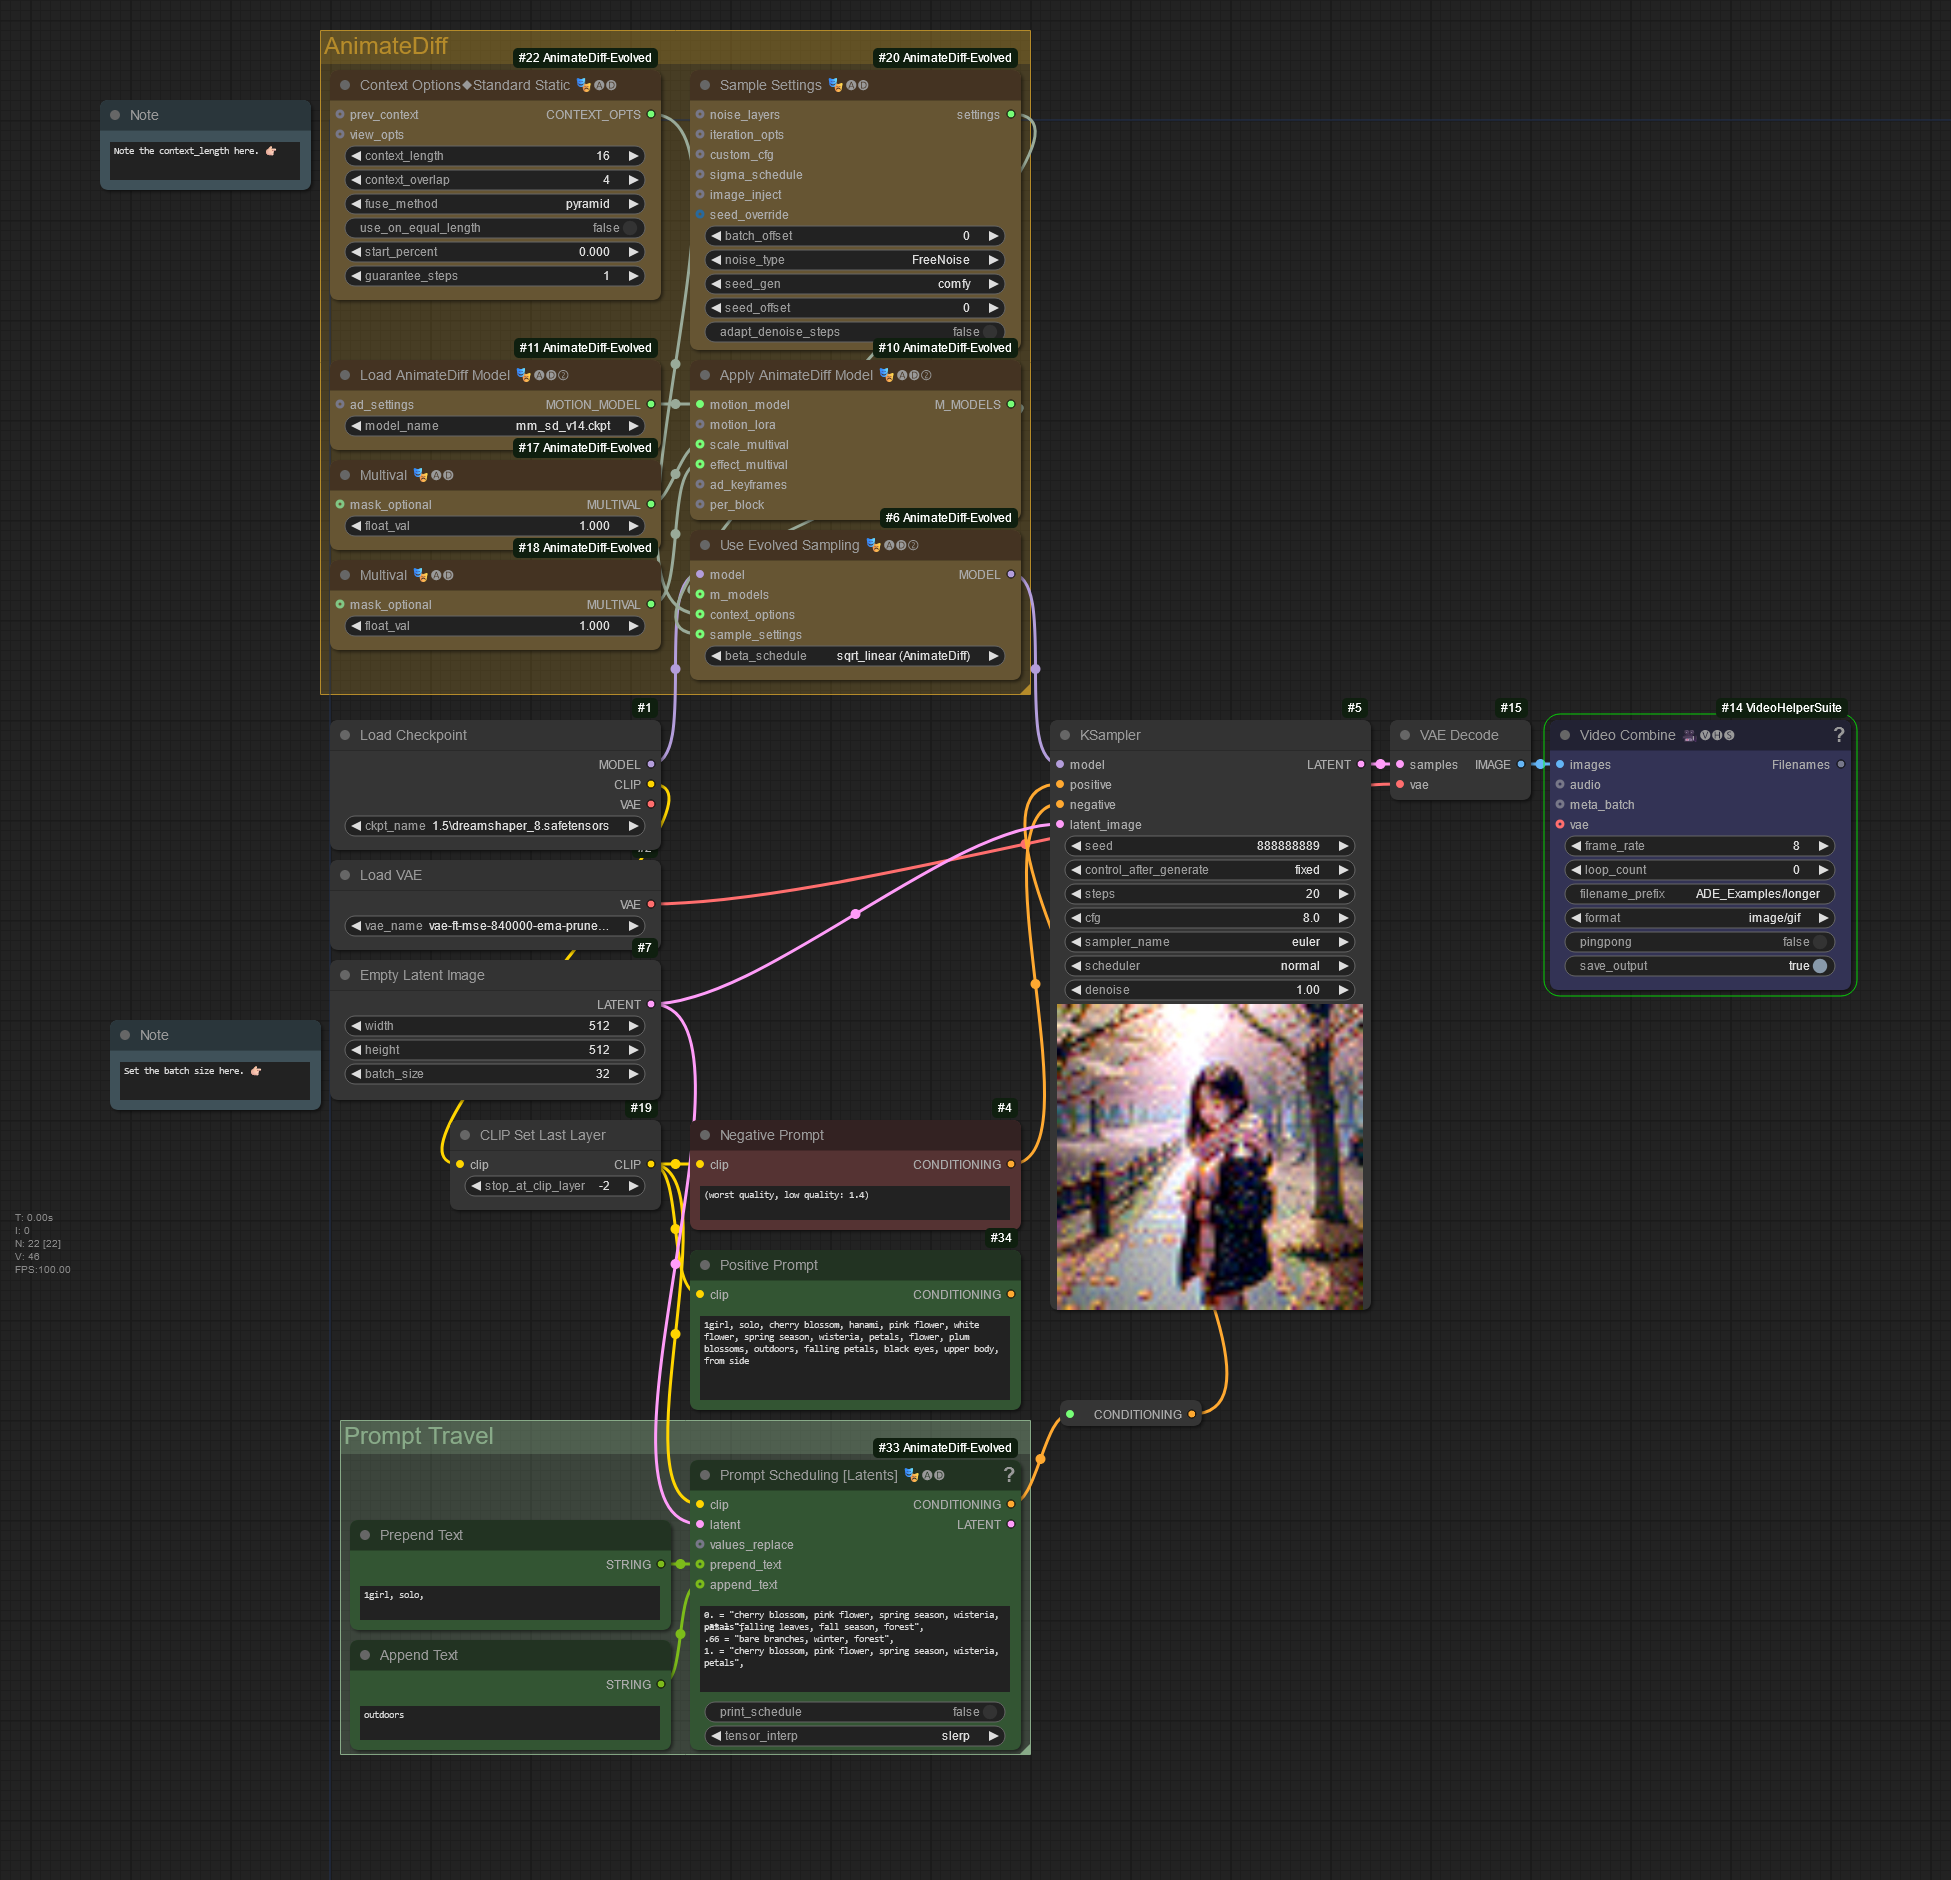 AnimateDiff
#22 AnimateDiff-Evolved
Context Options◆Standard Static 🎭🅐🅓
prev_context CONTEXT_OPTS
view_opts
context_length 16
context_overlap 4
fuse_method pyramid
use_on_equal_length false
start_percent 0.000
guarantee_steps 1
Note
Note the context_length here. 👉🏻
#20 AnimateDiff-Evolved
Sample Settings 🎭🅐🅓
noise_layers settings
iteration_opts
custom_cfg
sigma_schedule
image_inject
seed_override
batch_offset 0
noise_type FreeNoise
seed_gen comfy
seed_offset 0
adapt_denoise_steps false
#11 AnimateDiff-Evolved
Load AnimateDiff Model 🎭🅐🅓②
ad_settings MOTION_MODEL
model_name mm_sd_v14.ckpt
#10 AnimateDiff-Evolved
Apply AnimateDiff Model 🎭🅐🅓②
motion_model M_MODELS
motion_lora
scale_multival
effect_multival
ad_keyframes
per_block
#17 AnimateDiff-Evolved
Multival 🎭🅐🅓
mask_optional MULTIVAL
float_val 1.000
#18 AnimateDiff-Evolved
Multival 🎭🅐🅓
mask_optional MULTIVAL
float_val 1.000
#6 AnimateDiff-Evolved
Use Evolved Sampling 🎭🅐🅓②
model MODEL
m_models
context_options
sample_settings
beta_schedule sqrt_linear (AnimateDiff)
#1
Load Checkpoint
MODEL
CLIP
VAE
ckpt_name 1.5\dreamshaper_8.safetensors
Load VAE
VAE
vae_name vae-ft-mse-840000-ema-prune...
#7
Empty Latent Image
LATENT
width 512
height 512
batch_size 32
Note
Set the batch size here. 👉🏻
#19
CLIP Set Last Layer
clip CLIP
stop_at_clip_layer -2
#4
Negative Prompt
clip CONDITIONING
(worst quality, low quality: 1.4)
#34
Positive Prompt
clip CONDITIONING
1girl, solo, cherry blossom, hanami, pink flower, white
flower, spring season, wisteria, petals, flower, plum
blossoms, outdoors, falling petals, black eyes, upper body,
from side
#5
KSampler
model LATENT
positive
negative
latent_image
seed 888888889
control_after_generate fixed
steps 20
cfg 8.0
sampler_name euler
scheduler normal
denoise 1.00
#15
VAE Decode
samples IMAGE
vae
#14 VideoHelperSuite
Video Combine 🎥🅥🅗🅢 ?
images Filenames
audio
meta_batch
vae
frame_rate 8
loop_count 0
filename_prefix ADE_Examples/longer
format image/gif
pingpong false
save_output true
T: 0.00s
I: 0
N: 22 [22]
V: 46
FPS:100.00
CONDITIONING
Prompt Travel
#33 AnimateDiff-Evolved
Prompt Scheduling [Latents] 🎭🅐🅓 ?
clip CONDITIONING
latent LATENT
values_replace
prepend_text
append_text
0. = "cherry blossom, pink flower, spring season, wisteria,
falling leaves, fall season, forest",
.66 = "bare branches, winter, forest",
1. = "cherry blossom, pink flower, spring season, wisteria,
petals",
print_schedule false
tensor_interp slerp
Prepend Text
STRING
1girl, solo,
Append Text
STRING
outdoors